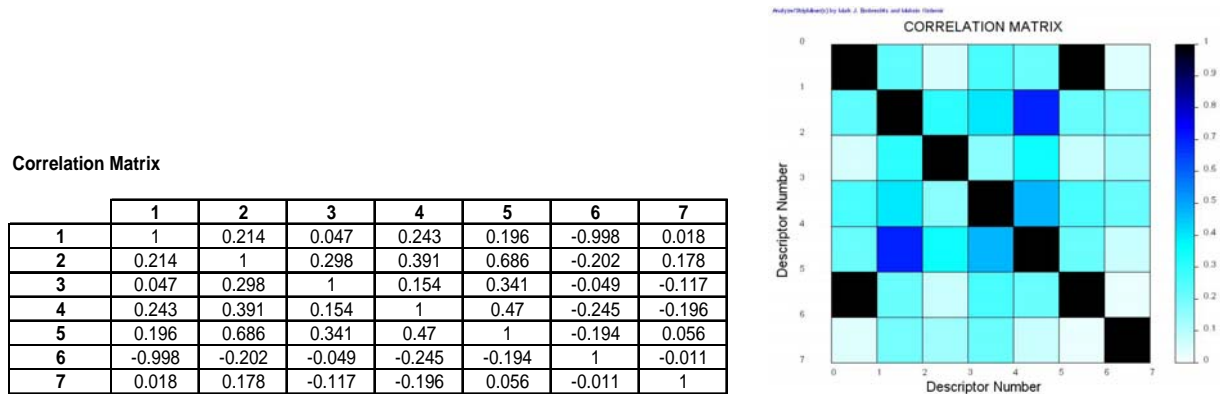 Correlation Matrix
1 2 3 4 5 6 7
1 1 0.214 0.047 0.243 0.196 -0.998 0.018
2 0.214 1 0.298 0.391 0.686 -0.202 0.178
3 0.047 0.298 1 0.154 0.341 -0.049 -0.117
4 0.243 0.391 0.154 1 0.47 -0.245 -0.196
5 0.196 0.686 0.341 0.47 1 -0.194 0.056
6 -0.998 -0.202 -0.049 -0.245 -0.194 1 -0.011
7 0.018 0.178 -0.117 -0.196 0.056 -0.011 1
by Mark J. and
CORRELATION MATRIX
0
1
2
3
4
5
6
7
Descriptor Number
0 1 2 3 4 5 6 7
Descriptor Number
1
0.9
0.8
0.7
0.6
0.5
0.4
0.3
0.2
0.1
0